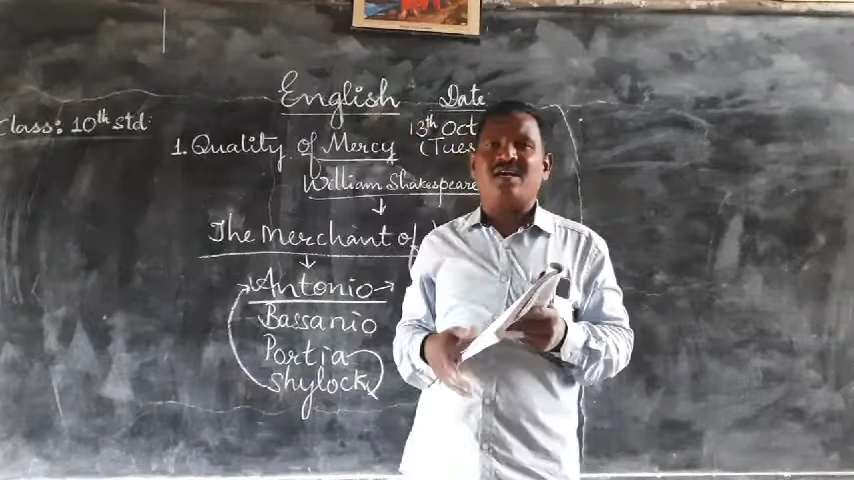 English
Date
Class: 10th std
13th Oct
1. Quality of Mercy
(Tues
William Shakespeare
The Merchant of
Antonio
Bassanio
Portia
Shylock